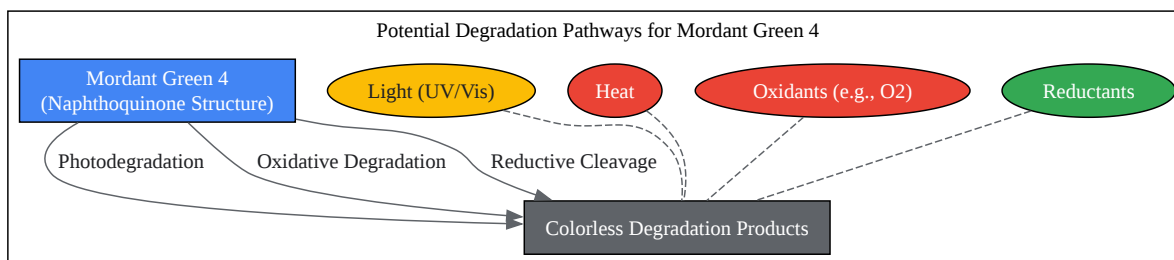 Potential Degradation Pathways for Mordant Green 4
Mordant Green 4
(Naphthoquinone Structure)
Light (UV/Vis)
Heat
Oxidants (e.g., O2)
Reductants
Photodegradation
Oxidative Degradation
Reductive Cleavage
Colorless Degradation Products